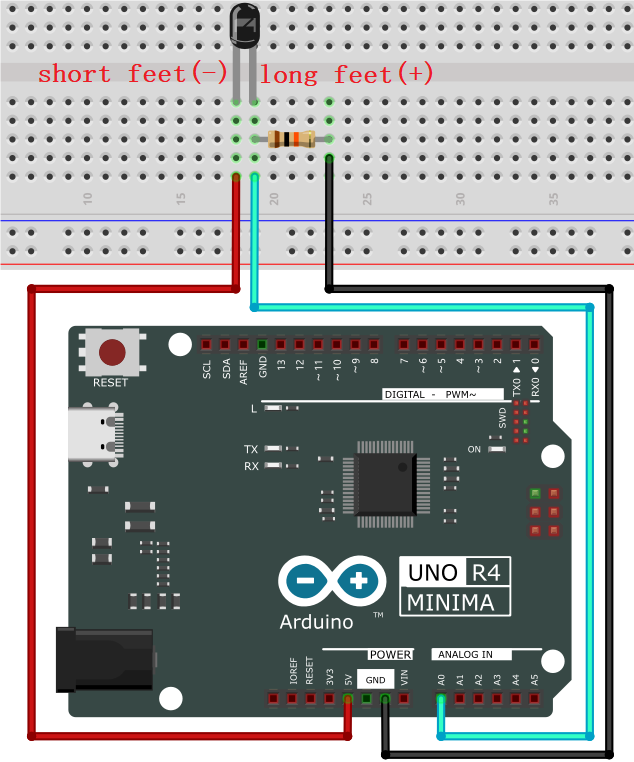 short feet(-) long feet(+)
10 15 20 25 30 35
RESET
SCL SDA AREF GND 13 12 ~11 ~10 ~9 8 7 ~6 ~5 4 ~3 2 TX0▶1 RX0◀0
DIGITAL - PWM~
L
SWD
TX
RX
ON
UNO R4
MINIMA
Arduino™
POWER ANALOG IN
IOREF RESET 3V3 5V GND VIN A0 A1 A2 A3 A4 A5